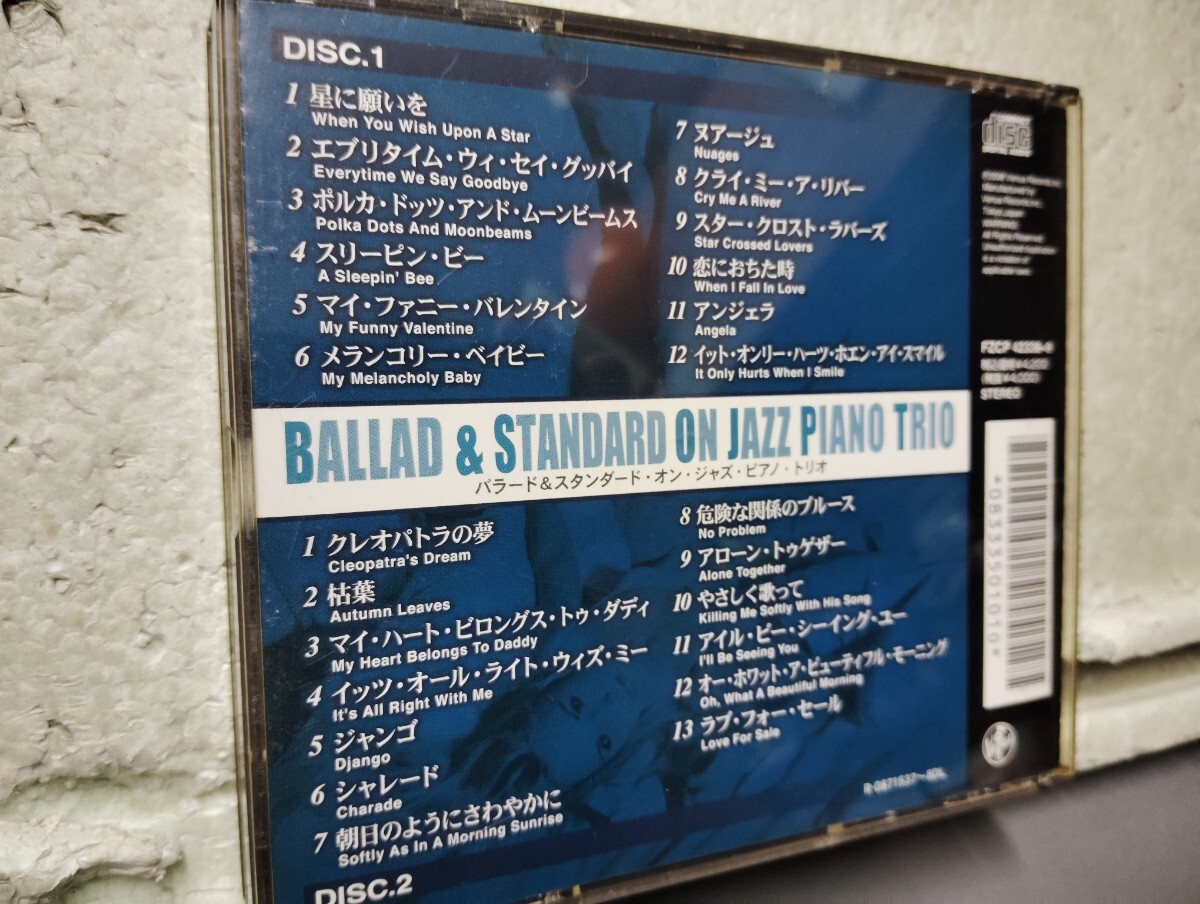 DISC.1
1 星に願いを
When You Wish Upon A Star
2 エブリタイム・ウィ・セイ・グッバイ
Everytime We Say Goodbye
3 ポルカ・ドッツ・アンド・ムーンビームス
Polka Dots And Moonbeams
4 スリーピン・ビー
A Sleepin' Bee
5 マイ・ファニー・バレンタイン
My Funny Valentine
6 メランコリー・ベイビー
My Melancholy Baby
7 ヌアージュ
Nuages
8 クライ・ミー・ア・リバー
Cry Me A River
9 スター・クロスト・ラバーズ
Star Crossed Lovers
10 恋におちた時
When I Fall In Love
11 アンジェラ
Angela
12 イット・オンリー・ハーツ・ホエン・アイ・スマイル
It Only Hurts When I Smile
BALLAD & STANDARD ON JAZZ PIANO TRIO
バラード&スタンダード・オン・ジャズ・ピアノ・トリオ
1 クレオパトラの夢
Cleopatra's Dream
2 枯葉
Autumn Leaves
3 マイ・ハート・ビロングス・トゥ・ダディ
My Heart Belongs To Daddy
4 イッツ・オール・ライト・ウィズ・ミー
It's All Right With Me
5 ジャンゴ
Django
6 シャレード
Charade
7 朝日のようにさわやかに
Softly As In A Morning Sunrise
8 危険な関係のブルース
No Problem
9 アローン・トゥゲザー
Alone Together
10 やさしく歌って
Killing Me Softly With His Song
11 アイル・ビー・シーイング・ユー
I'll Be Seeing You
12 オー・ホワット・ア・ビューティフル・モーニング
Oh, What A Beautiful Morning
13 ラブ・フォー・セール
Love For Sale
DISC.2
disc
STEREO